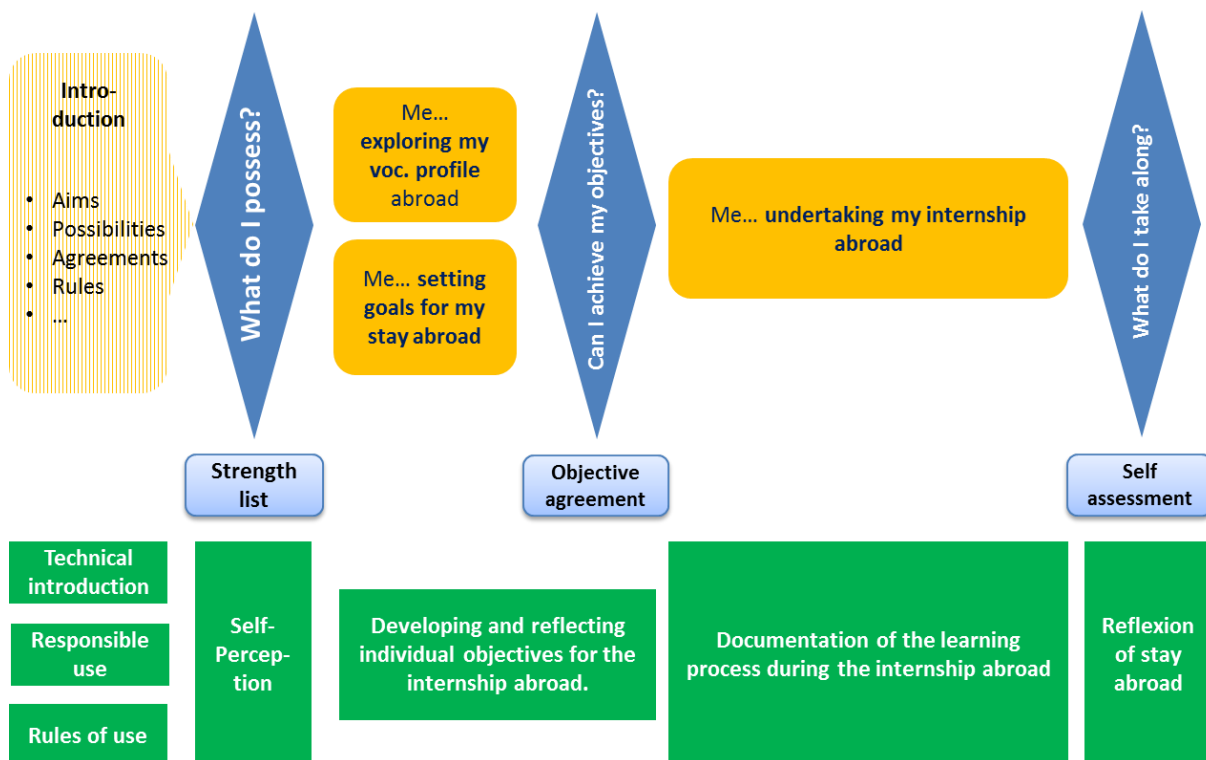 Intro-
duction
• Aims
• Possibilities
• Agreements
• Rules
• ...
What do I possess?
Me...
exploring my
voc. profile
abroad
Me... setting
goals for my
stay abroad
Can I achieve my objectives?
Me... undertaking my internship
abroad
What do I take along?
Strength
list
Objective
agreement
Self
assessment
Technical
introduction
Responsible
use
Rules of use
Self-
Percep-
tion
Developing and reflecting
individual objectives for the
internship abroad.
Documentation of the learning
process during the internship abroad
Reflexion
of stay
abroad